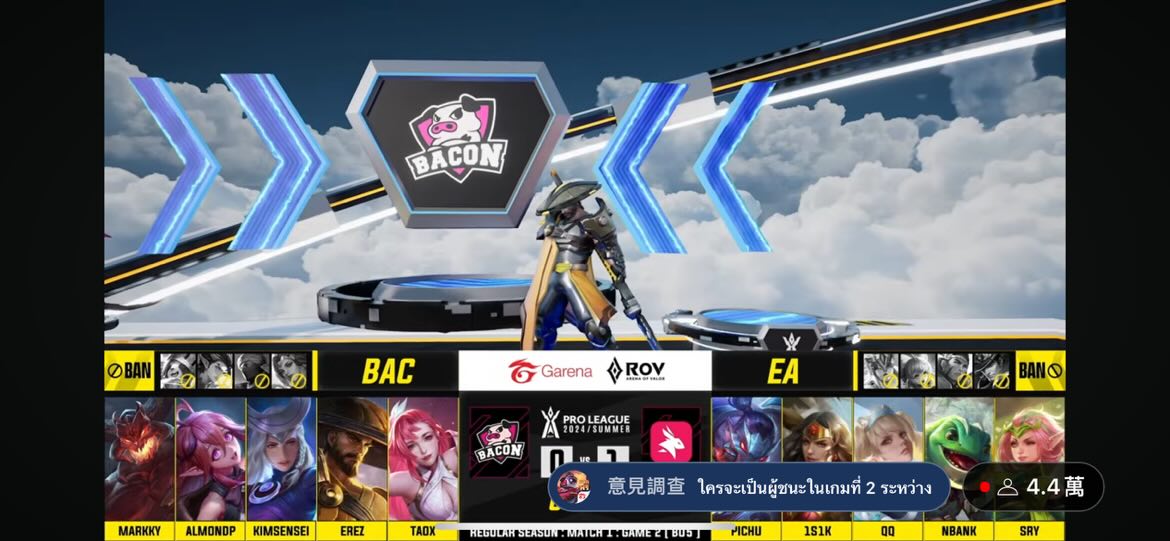 BACON
BAN
BAC
Garena
ROV
ARENA OF VALOR
EA
BAN
BACON
PRO LEAGUE
2024/SUMMER
VS
意見調查 ใครจะเป็นผู้ชนะในเกมที่ 2 ระหว่าง
4.4 萬
MARKKY
ALMONDP
KIMSENSEI
EREZ
TAOX
REGULAR SEASON : MATCH 1 : GAME 2 [ BO5 ]
PICHU
1S1K
QQ
NBANK
SRY